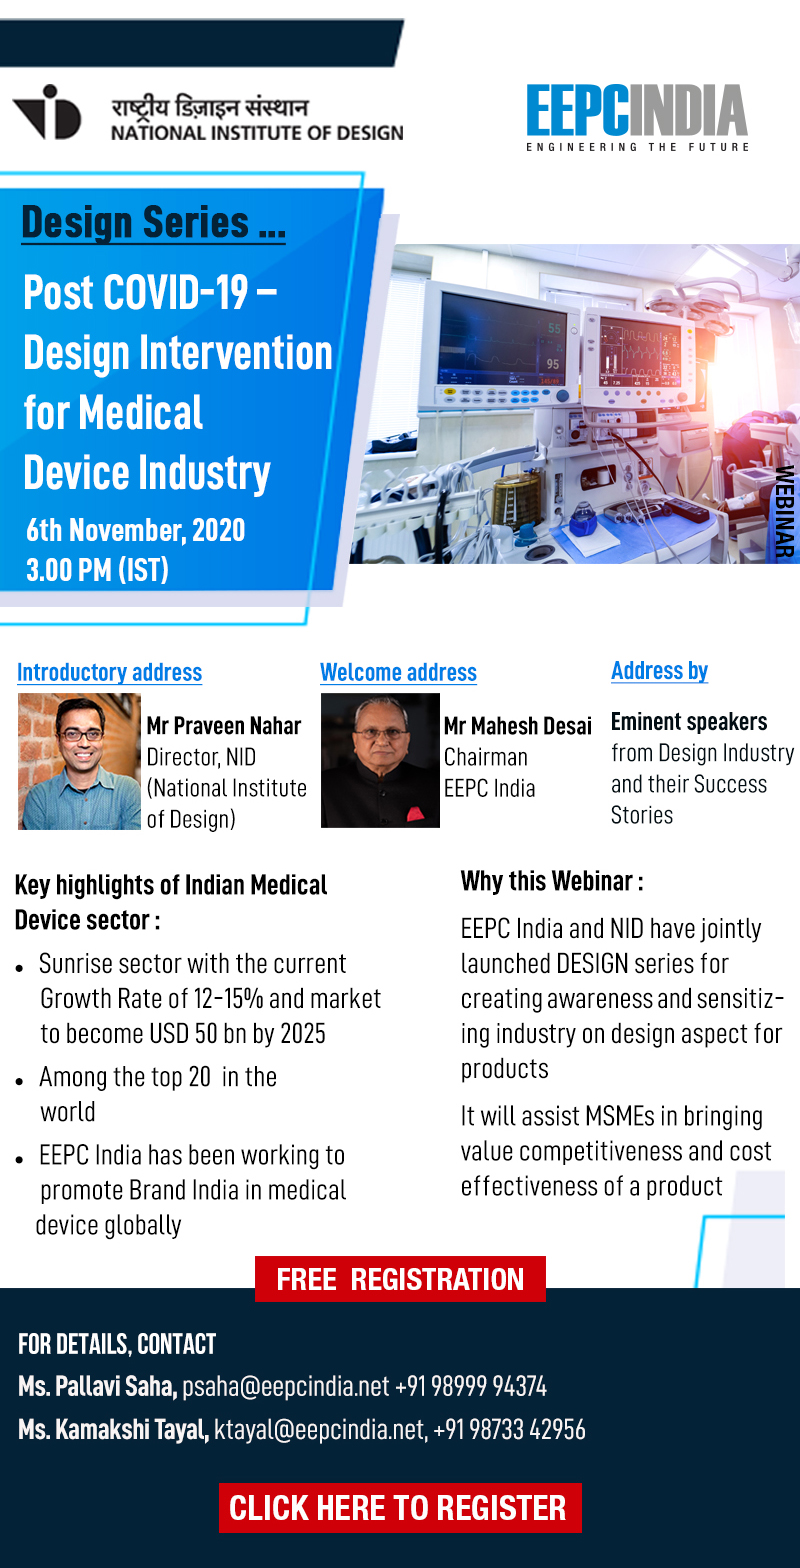 राष्ट्रीय डिज़ाइन संस्थान
NATIONAL INSTITUTE OF DESIGN
EEPCINDIA
ENGINEERING THE FUTURE
Design Series ...
Post COVID-19 –
Design Intervention
for Medical
Device Industry
6th November, 2020
3.00 PM (IST)
55
95
WEBINAR
Introductory address
Mr Praveen Nahar
Director, NID
(National Institute
of Design)
Welcome address
Mr Mahesh Desai
Chairman
EEPC India
Address by
Eminent speakers
from Design Industry
and their Success
Stories
Key highlights of Indian Medical
Device sector :
• Sunrise sector with the current
Growth Rate of 12-15% and market
to become USD 50 bn by 2025
• Among the top 20 in the
world
• EEPC India has been working to
promote Brand India in medical
device globally
Why this Webinar :
EEPC India and NID have jointly
launched DESIGN series for
creating awareness and sensitiz-
ing industry on design aspect for
products
It will assist MSMEs in bringing
value competitiveness and cost
effectiveness of a product
FREE REGISTRATION
FOR DETAILS, CONTACT
Ms. Pallavi Saha, psaha@eepcindia.net +91 98999 94374
Ms. Kamakshi Tayal, ktayal@eepcindia.net, +91 98733 42956
CLICK HERE TO REGISTER